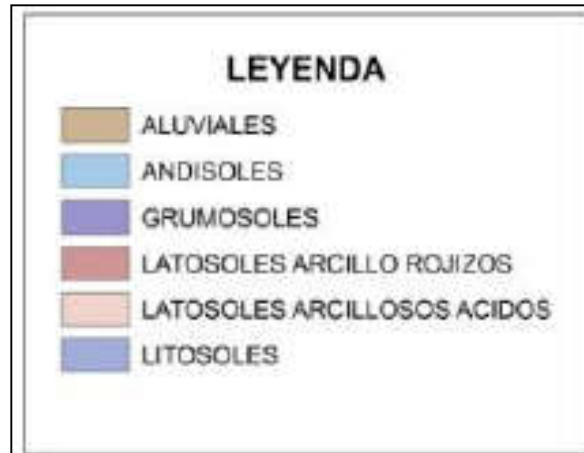 LEYENDA
ALUVIALES
ANDISOLES
GRUMOSOLES
LATOSOLES ARCILLO ROJIZOS
LATOSOLES ARCILLOSOS ACIDOS
LITOSOLES